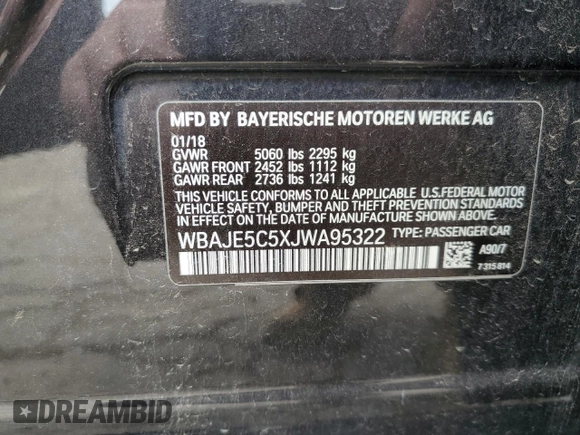 MFD BY BAYERISCHE MOTOREN WERKE AG
01/18
GVWR 5060 lbs 2295 kg
GAWR FRONT 2452 lbs 1112 kg
GAWR REAR 2736 lbs 1241 kg
THIS VEHICLE CONFORMS TO ALL APPLICABLE U.S.FEDERAL MOTOR
VEHICLE SAFETY, BUMPER AND THEFT PREVENTION STANDARDS
IN EFFECT ON THE DATE OF MANUFACTURE SHOWN ABOVE.
WBAJE5C5XJWA95322 TYPE: PASSENGER CAR
A90/7
7 315 814
DREAMBID